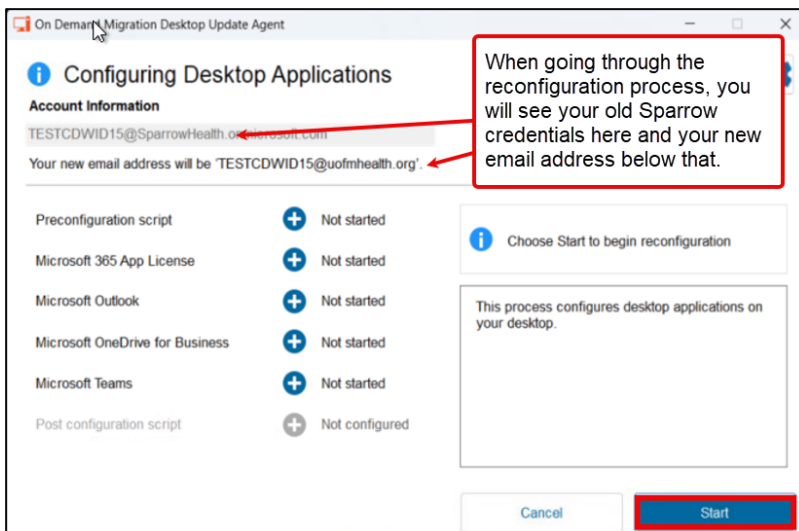 On Demand Migration Desktop Update Agent
Configuring Desktop Applications
When going through the
reconfiguration process, you
will see your old Sparrow
credentials here and your new
email address below that.
Account Information
TESTCDWID15@SparrowHealth.onmicrosoft.com
Your new email address will be 'TESTCDWID15@uofmhealth.org'.
Preconfiguration script
Not started
Microsoft 365 App License
Not started
Microsoft Outlook
Not started
Microsoft OneDrive for Business
Not started
Microsoft Teams
Not started
Post configuration script
Not configured
Choose Start to begin reconfiguration
This process configures desktop applications on
your desktop.
Cancel
Start